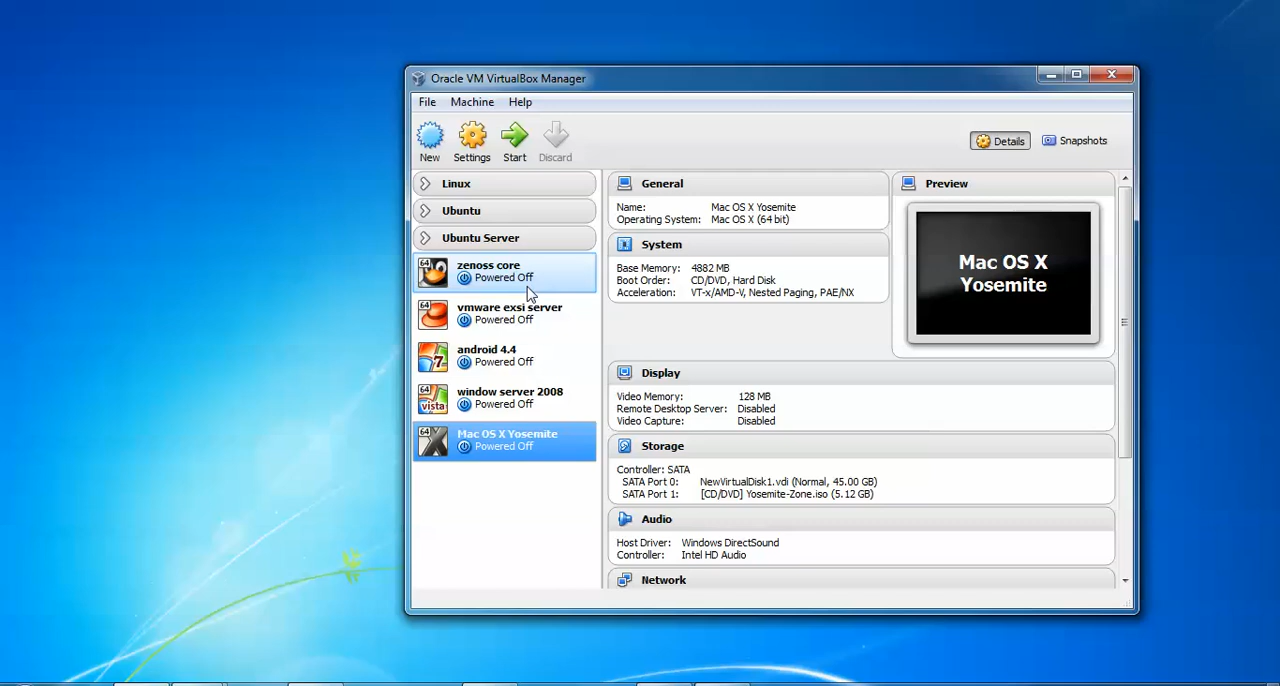 Oracle VM VirtualBox Manager
File Machine Help
New Settings Start Discard
Details Snapshots
Linux
Ubuntu
Ubuntu Server
64 zenoss core
Powered Off
64 vmware exsi server
Powered Off
android 4.4
7 Powered Off
64 window server 2008
vista Powered Off
64 Mac OS X Yosemite
X Powered Off
General
Name: Mac OS X Yosemite
Operating System: Mac OS X (64 bit)
System
Base Memory: 4882 MB
Boot Order: CD/DVD, Hard Disk
Acceleration: VT-x/AMD-V, Nested Paging, PAE/NX
Preview
Mac OS X
Yosemite
Display
Video Memory: 128 MB
Remote Desktop Server: Disabled
Video Capture: Disabled
Storage
Controller: SATA
SATA Port 0: NewVirtualDisk1.vdi (Normal, 45.00 GB)
SATA Port 1: [CD/DVD] Yosemite-Zone.iso (5.12 GB)
Audio
Host Driver: Windows DirectSound
Controller: Intel HD Audio
Network